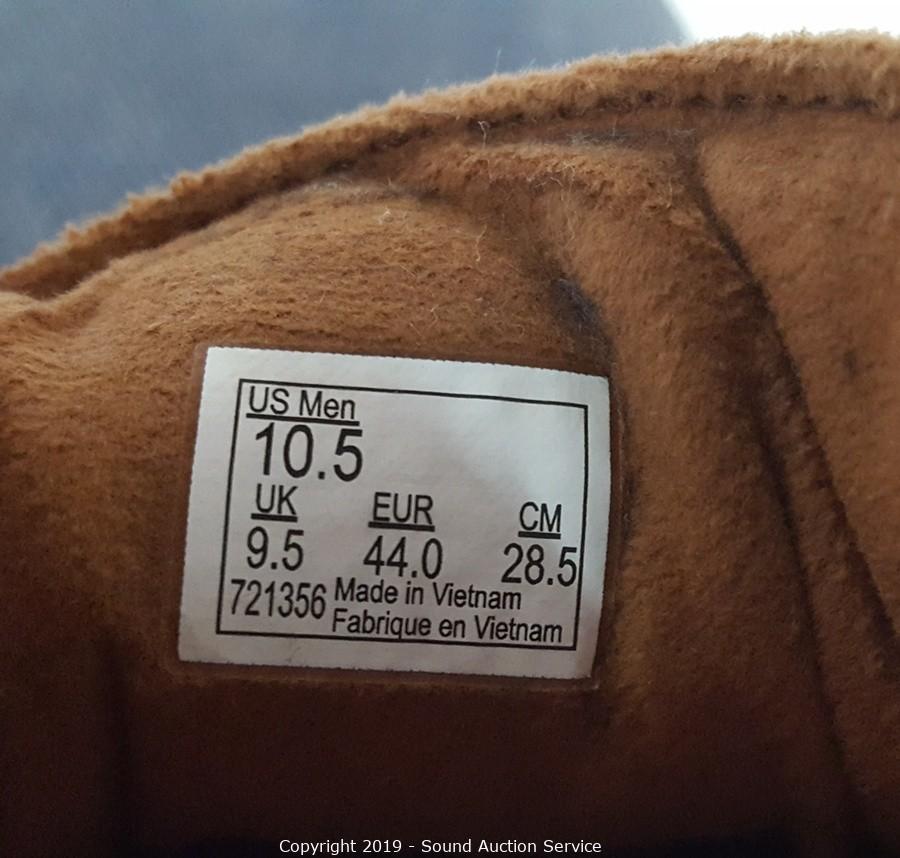 US Men
10.5
UK EUR CM
9.5 44.0 28.5
721356 Made in Vietnam
Fabrique en Vietnam
Copyright 2019 - Sound Auction Service